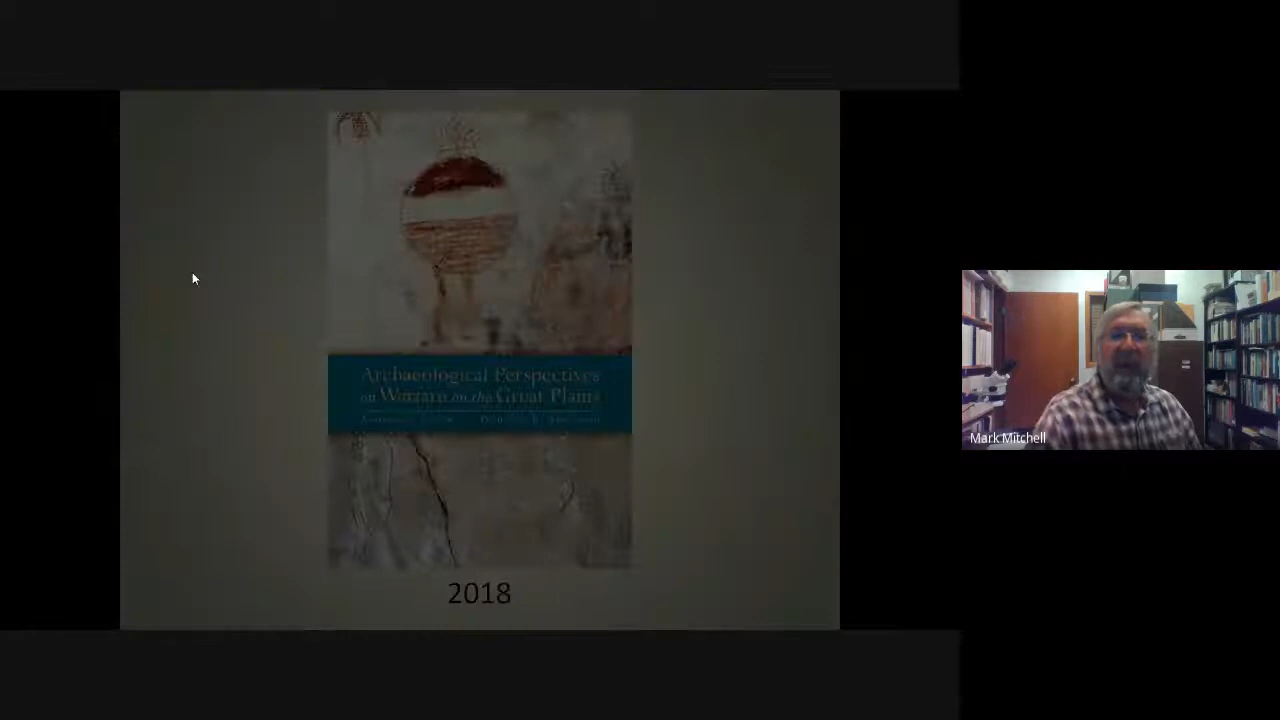 Archaeological Perspectives
on Warfare on the Great Plains
2018
Mark Mitchell